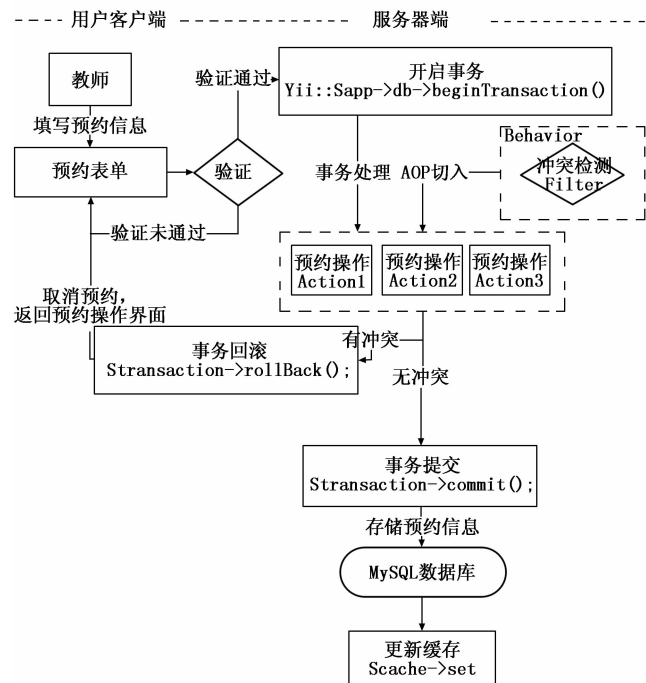 用户客户端
服务器端
教师
验证通过
开启事务
Yii::Sapp->db->beginTransaction()
填写预约信息
预约表单
验证
Behavior
冲突检测
Filter
事务处理
AOP切入
验证未通过
预约操作
Action1
预约操作
Action2
预约操作
Action3
取消预约,
返回预约操作界面
有冲突
事务回滚
Stransaction->rollBack();
无冲突
事务提交
Stransaction->commit();
存储预约信息
MySQL数据库
更新缓存
Scache->set